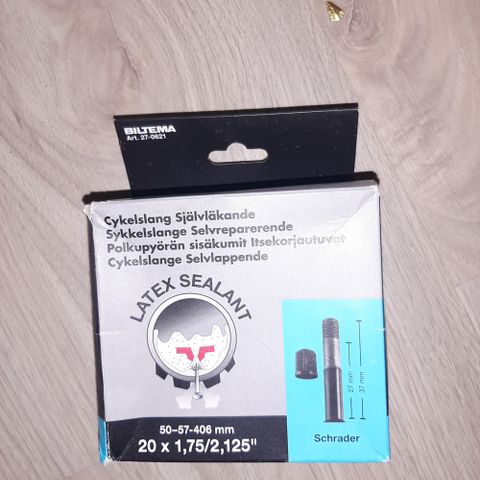 BILTEMA
Art. 27-0621
Cykelslang Självläkande
Sykkelslange Selvreparerende
Polkupyörän sisäkumit Itsekorjautuvat
Cykelslange Selvlappende
LATEX SEALANT
27 mm
37 mm
50–57-406 mm
20 x 1,75/2,125"
Schrader